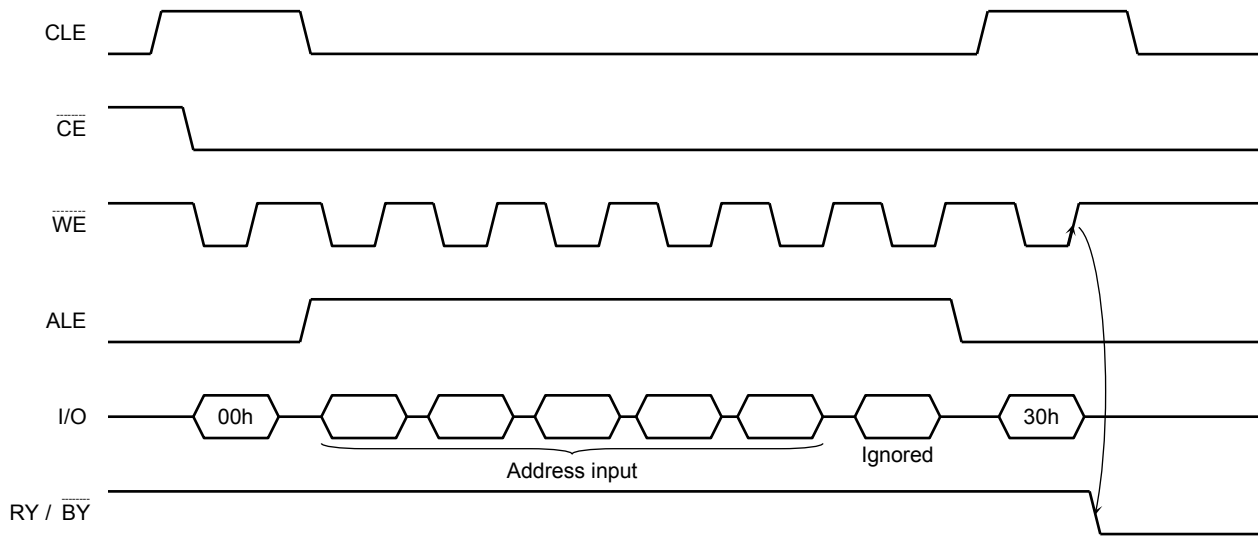 CLE
CE
WE
ALE
I/O
00h
30h
Address input
Ignored
RY / BY